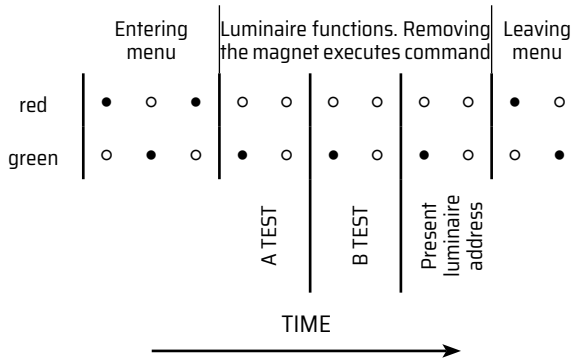 Entering
menu
Luminaire functions. Removing
the magnet executes command
Leaving
menu
red
green
A TEST
B TEST
Present
luminaire
address
TIME